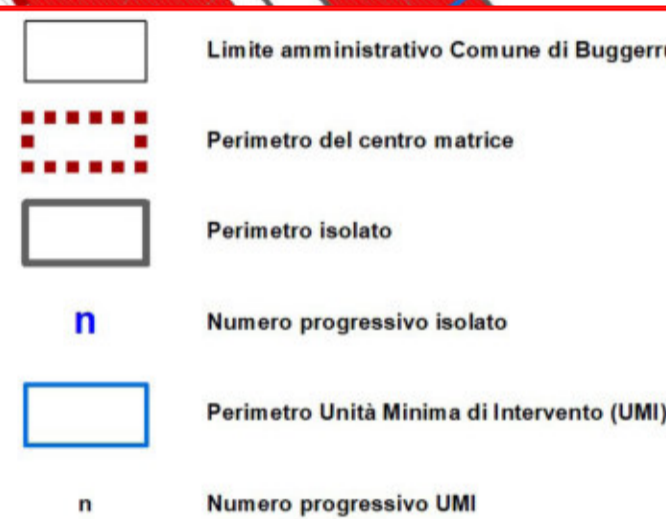 Limite amministrativo Comune di
Perimetro del centro matrice
Perimetro isolato
n Numero progressivo isolato
Perimetro Unità Minima di Intervento (UMI)
n Numero progressivo UMI